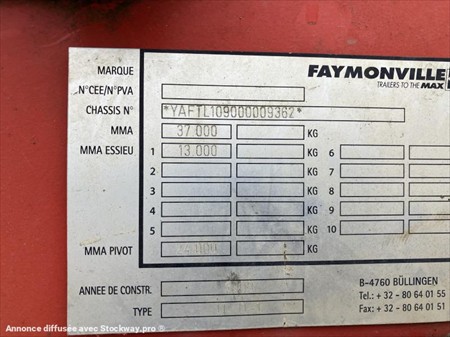 MARQUE
FAYMONVILLE
TRAILERS TO THE MAX
N°CEE/N°PVA
CHASSIS N° *YAFTL109000009362*
MMA 37.000 KG
MMA ESSIEU 1 13.000 KG 6
2 KG 7
3 KG 8
4 KG 9
5 KG 10
MMA PIVOT KG
ANNEE DE CONSTR.
TYPE
B-4760 BÜLLINGEN
Tel.: + 32 - 80 64 01 55
Fax: + 32 - 80 64 01 51
Annonce diffusée avec Stockway.pro ®